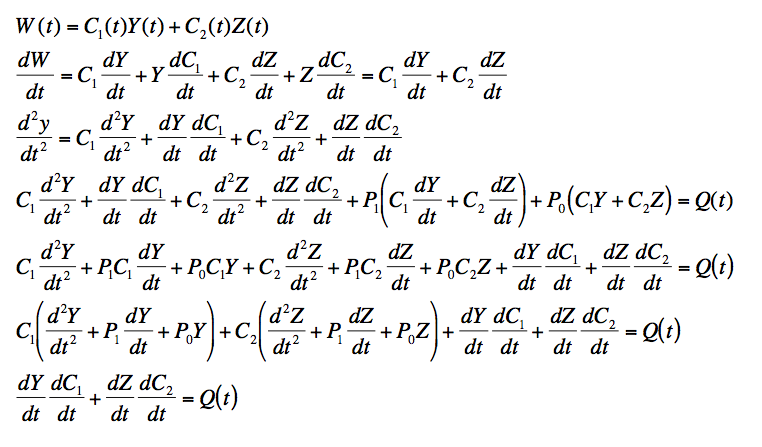 W(t) = C₁(t)Y(t) + C₂(t)Z(t)
dW/dt = C₁ dY/dt + Y dC₁/dt + C₂ dZ/dt + Z dC₂/dt = C₁ dY/dt + C₂ dZ/dt
d²y/dt² = C₁ d²Y/dt² + dY/dt dC₁/dt + C₂ d²Z/dt² + dZ/dt dC₂/dt
C₁ d²Y/dt² + dY/dt dC₁/dt + C₂ d²Z/dt² + dZ/dt dC₂/dt + P₁(C₁ dY/dt + C₂ dZ/dt) + P₀(C₁Y + C₂Z) = Q(t)
C₁ d²Y/dt² + P₁C₁ dY/dt + P₀C₁Y + C₂ d²Z/dt² + P₁C₂ dZ/dt + P₀C₂Z + dY/dt dC₁/dt + dZ/dt dC₂/dt = Q(t)
C₁(d²Y/dt² + P₁ dY/dt + P₀Y) + C₂(d²Z/dt² + P₁ dZ/dt + P₀Z) + dY/dt dC₁/dt + dZ/dt dC₂/dt = Q(t)
dY/dt dC₁/dt + dZ/dt dC₂/dt = Q(t)